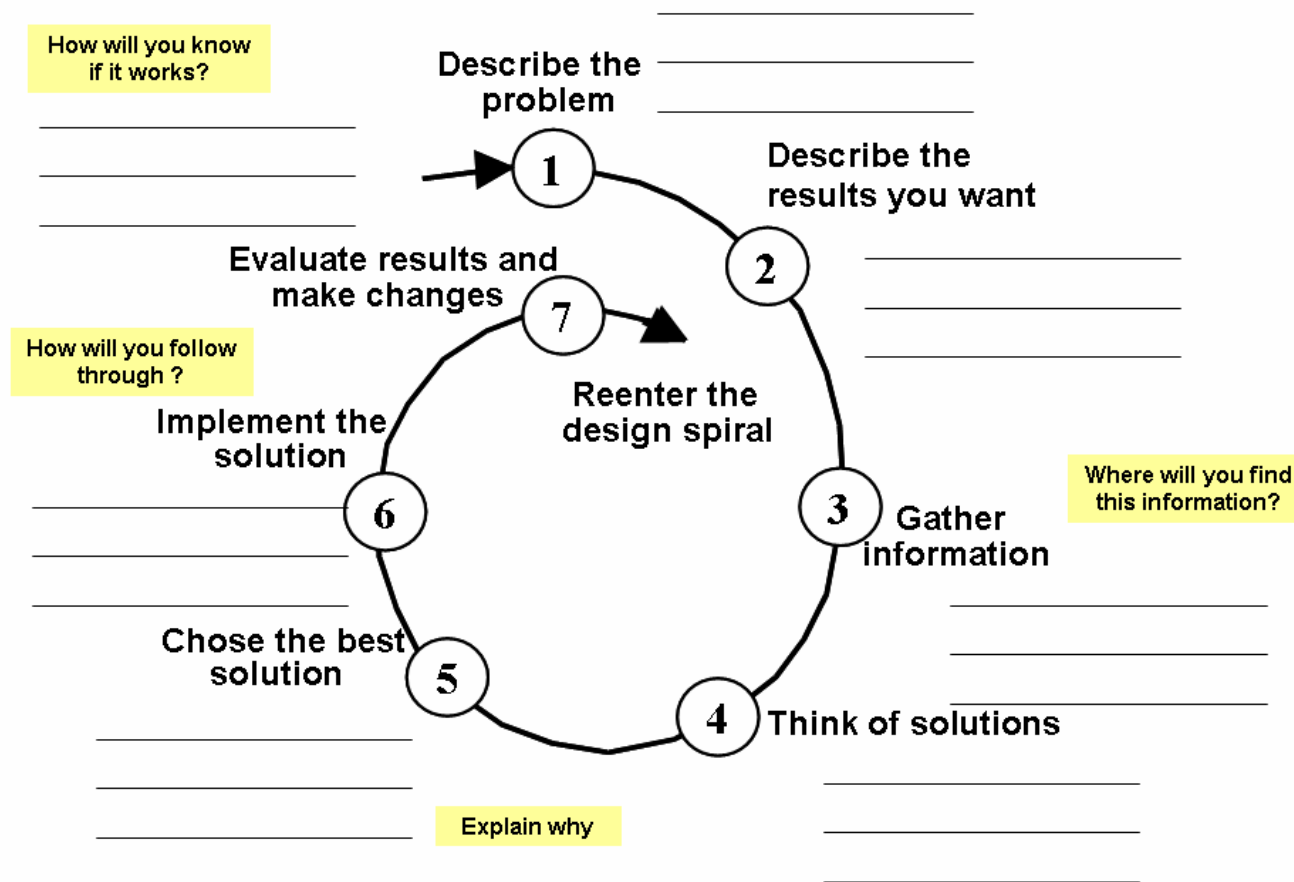 How will you know
if it works?
Describe the
problem
1
Describe the
results you want
2
Evaluate results and
make changes
7
How will you follow
through ?
Reenter the
design spiral
Implement the
solution
6
Where will you find
this information?
3
Gather
information
Chose the best
solution
5
4
Think of solutions
Explain why